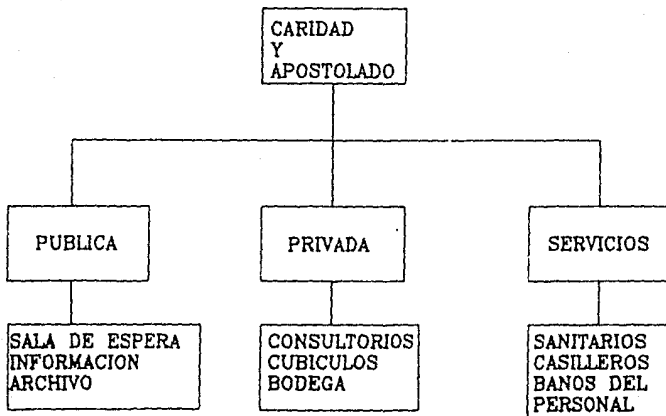 CARIDAD
Y
APOSTOLADO
PUBLICA
PRIVADA
SERVICIOS
SALA DE ESPERA
INFORMACION
ARCHIVO
CONSULTORIOS
CUBICULOS
BODEGA
SANITARIOS
CASILLEROS
BANOS DEL
PERSONAL